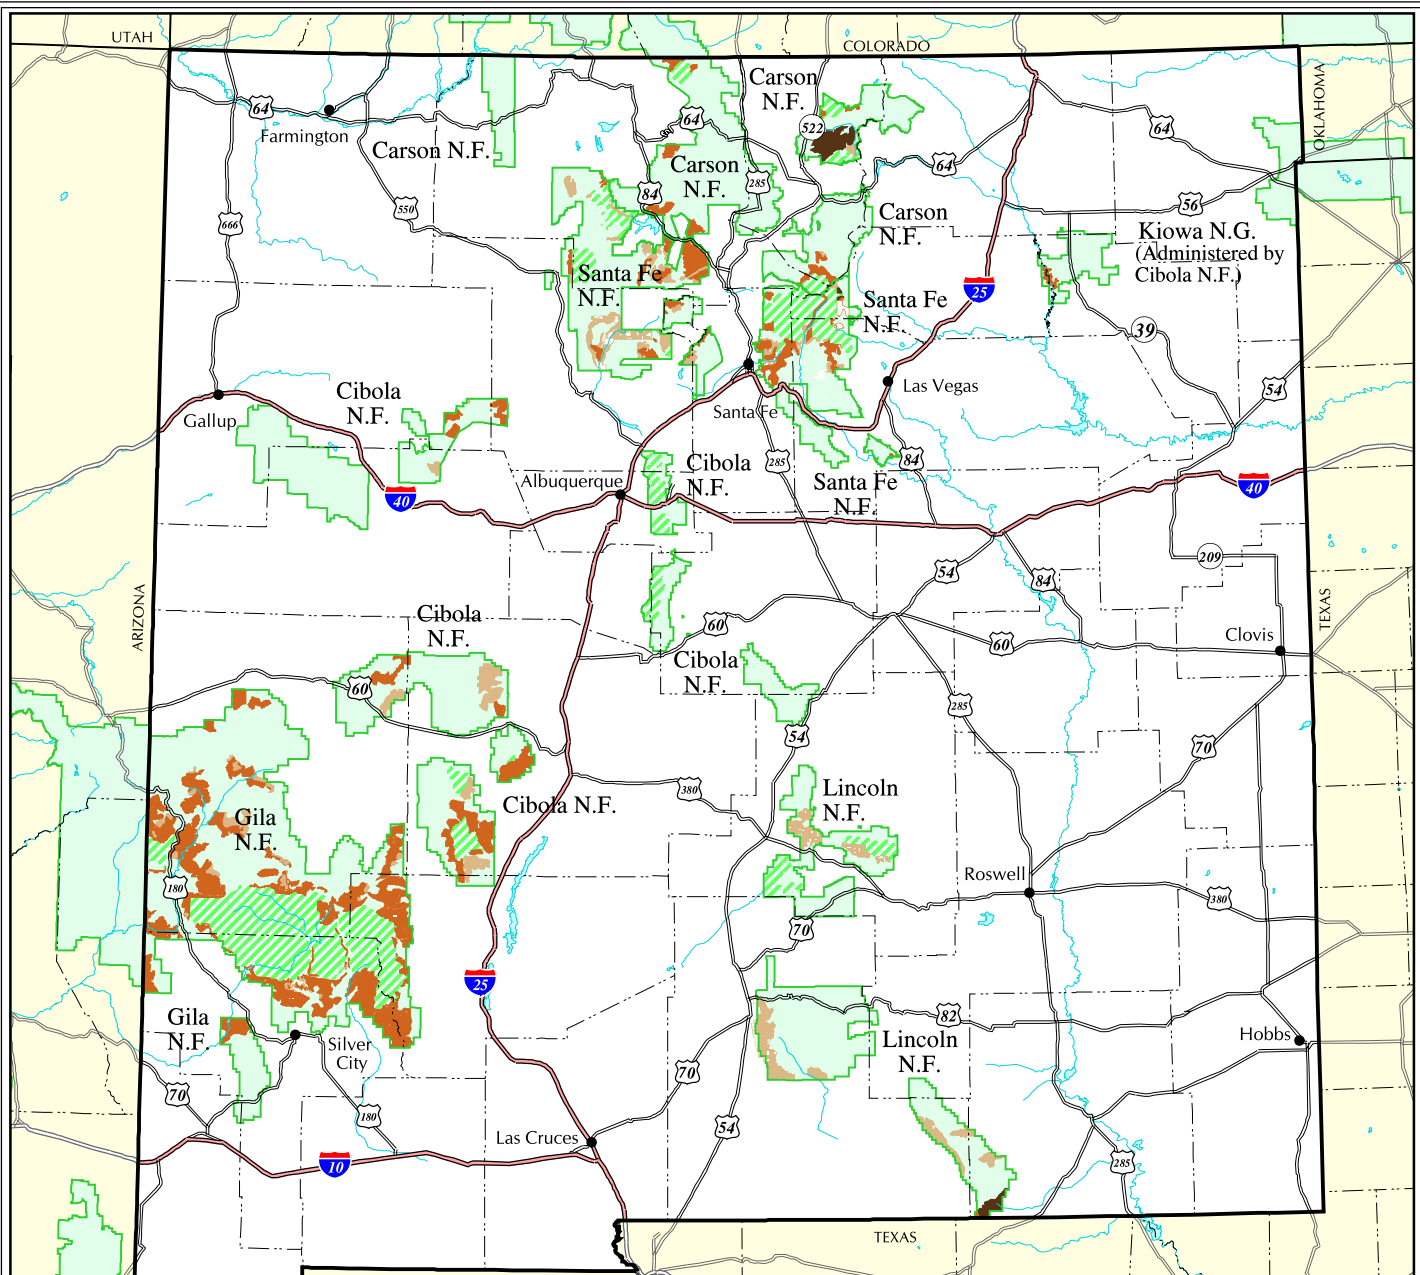 UTAH
COLORADO
OKLAHOMA
Carson
N.F.
64
Farmington
Carson N.F.
64
522
64
64
Carson
N.F.
84
285
550
666
56
Carson
N.F.
Kiowa N.G.
(Administered by
Cibola N.F.)
Santa Fe
N.F.
25
Santa Fe
N.F.
39
Cibola
N.F.
Las Vegas
54
Gallup
Santa Fe
Cibola
N.F.
285
84
Albuquerque
Santa Fe
N.F.
40
40
209
54
84
ARIZONA
TEXAS
Cibola
N.F.
60
60
Clovis
Cibola
N.F.
60
285
54
70
380
Lincoln
N.F.
Cibola N.F.
Gila
N.F.
Roswell
180
380
70
25
82
Gila
N.F.
Silver
City
Lincoln
N.F.
Hobbs
70
70
180
54
Las Cruces
10
285
TEXAS